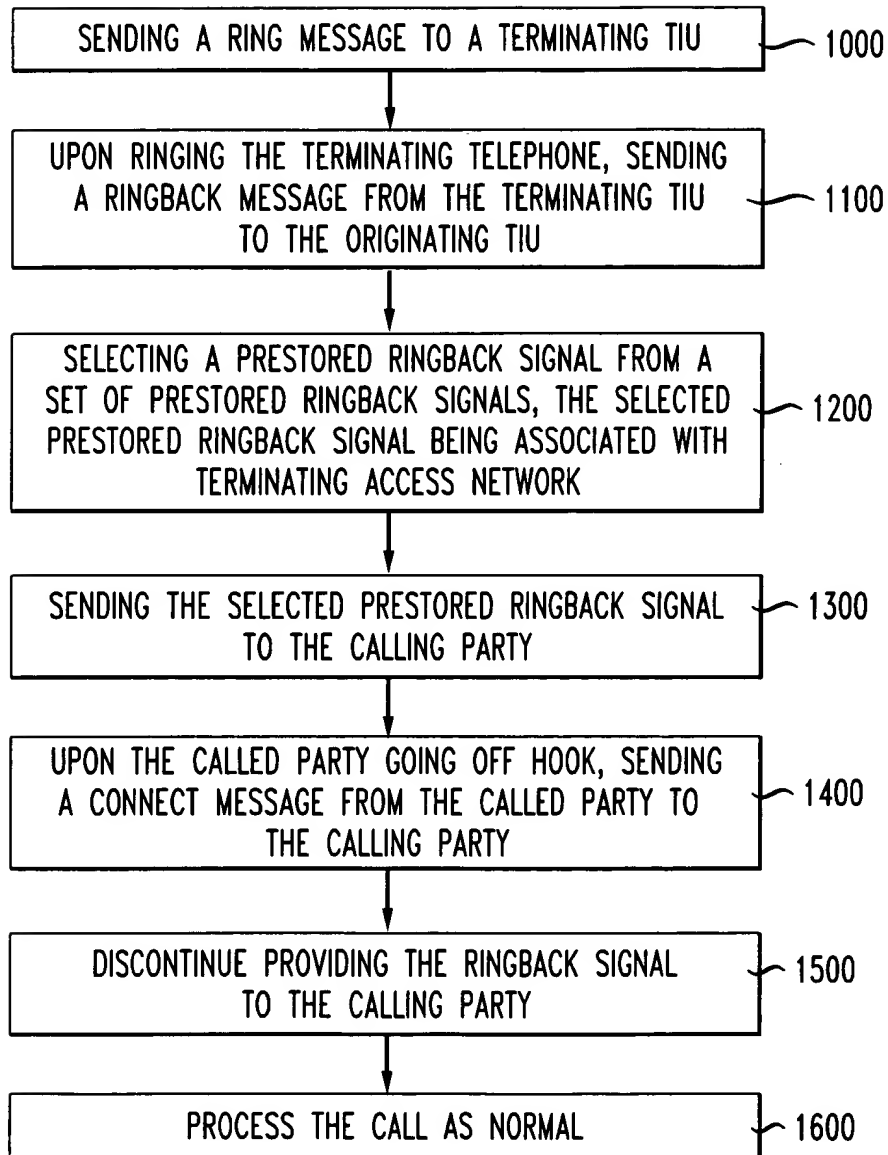 SENDING A RING MESSAGE TO A TERMINATING TIU
1000
UPON RINGING THE TERMINATING TELEPHONE, SENDING
A RINGBACK MESSAGE FROM THE TERMINATING TIU
TO THE ORIGINATING TIU
1100
SELECTING A PRESTORED RINGBACK SIGNAL FROM A
SET OF PRESTORED RINGBACK SIGNALS, THE SELECTED
PRESTORED RINGBACK SIGNAL BEING ASSOCIATED WITH
TERMINATING ACCESS NETWORK
1200
SENDING THE SELECTED PRESTORED RINGBACK SIGNAL
TO THE CALLING PARTY
1300
UPON THE CALLED PARTY GOING OFF HOOK, SENDING
A CONNECT MESSAGE FROM THE CALLED PARTY TO
THE CALLING PARTY
1400
DISCONTINUE PROVIDING THE RINGBACK SIGNAL
TO THE CALLING PARTY
1500
PROCESS THE CALL AS NORMAL
1600